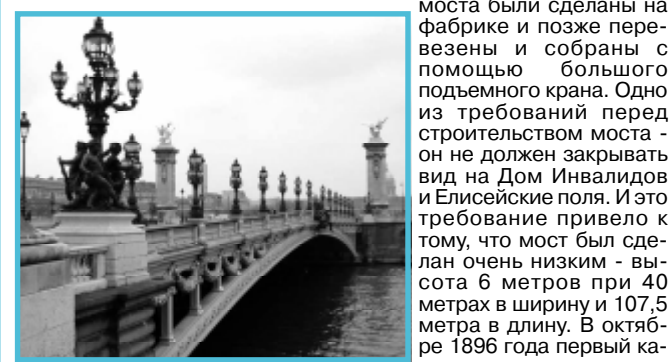 моста были сделаны на
фабрике и позже пере-
везены и собраны с
помощью большого
подъемного крана. Одно
из требований перед
строительством моста -
он не должен закрывать
вид на Дом Инвалидов
и Елисейские поля. И это
требование привело к
тому, что мост был сде-
лан очень низким - вы-
сота 6 метров при 40
метрах в ширину и 107,5
метра в длину. В октяб-
ре 1896 года первый ка-